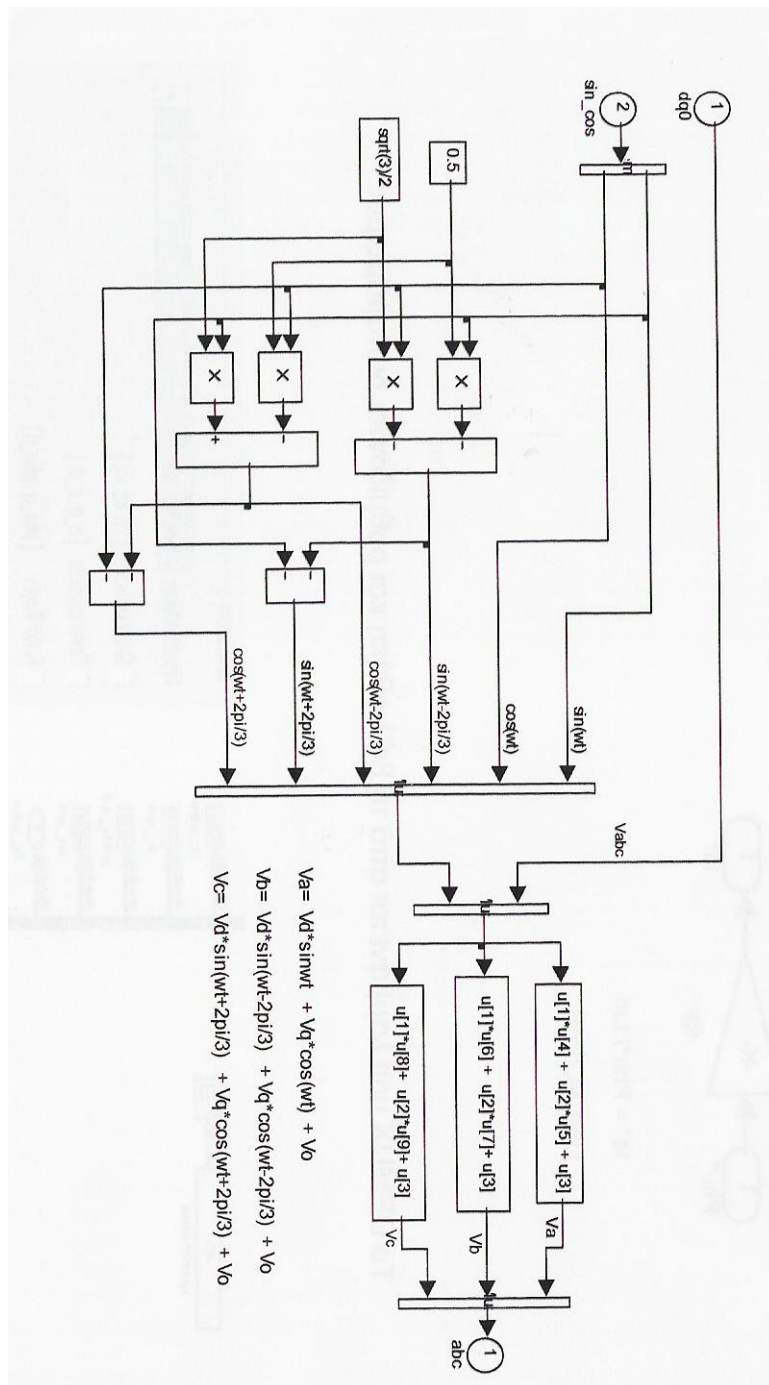 1
dq0
Vabc
2
sin_cos
sin(wt)
cos(wt)
u[1]*u[4] + u[2]*u[5] + u[3]
Va
0.5
X
-
sin(wt-2pi/3)
u[1]*u[6] + u[2]*u[7]+ u[3]
Vb
1
abc
sqrt(3)/2
X
-
cos(wt-2pi/3)
u[1]*u[8]+ u[2]*u[9]+ u[3]
Vc
X
-
-
-
sin(wt+2pi/3)
X
+
-
-
cos(wt+2pi/3)
Va= Vd*sinwt + Vq*cos(wt) + Vo
Vb= Vd*sin(wt-2pi/3) + Vq*cos(wt-2pi/3) + Vo
Vc= Vd*sin(wt+2pi/3) + Vq*cos(wt+2pi/3) + Vo